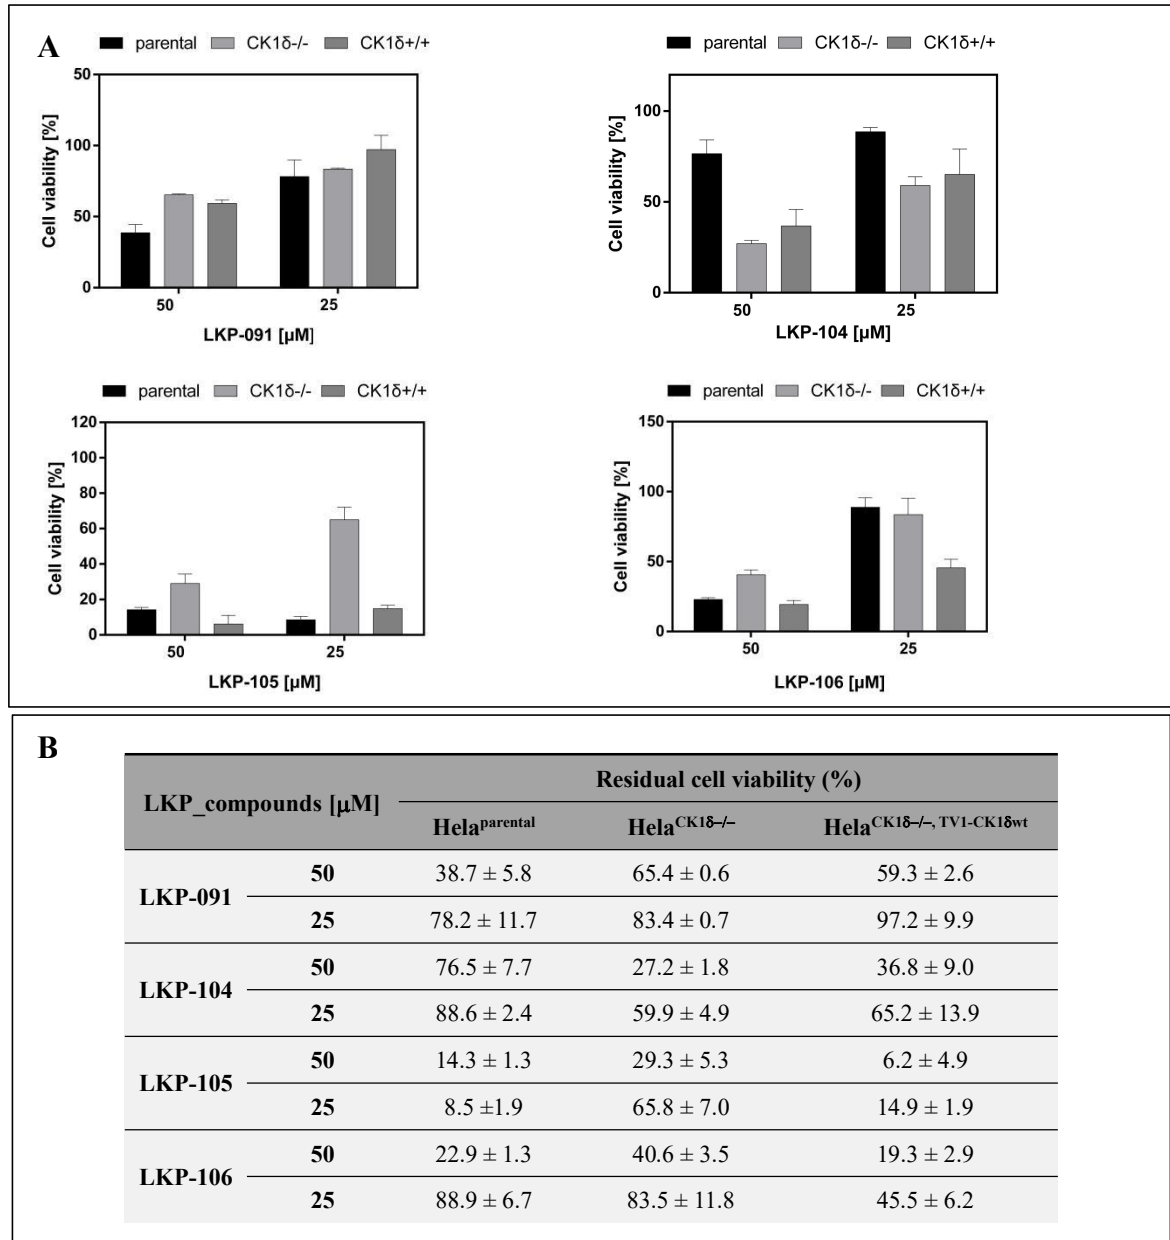 A
parental CK1δ-/- CK1δ+/+
Cell viability [%]
50
100
50
0
50 25
LKP-091 [µM]
parental CK1δ-/- CK1δ+/+
Cell viability [%]
100
50
0
50 25
LKP-104 [µM]
parental CK1δ-/- CK1δ+/+
Cell viability [%]
120
100
80
60
40
20
0
50 25
LKP-105 [µM]
parental CK1δ-/- CK1δ+/+
Cell viability [%]
150
100
50
0
50 25
LKP-106 [µM]
B
LKP_compounds [µM] Residual cell viability (%)
Hela^parental Hela^CK1δ–/– Hela^CK1δ–/–, TV1-CK1δwt
LKP-091 50 38.7 ± 5.8 65.4 ± 0.6 59.3 ± 2.6
25 78.2 ± 11.7 83.4 ± 0.7 97.2 ± 9.9
LKP-104 50 76.5 ± 7.7 27.2 ± 1.8 36.8 ± 9.0
25 88.6 ± 2.4 59.9 ± 4.9 65.2 ± 13.9
LKP-105 50 14.3 ± 1.3 29.3 ± 5.3 6.2 ± 4.9
25 8.5 ±1.9 65.8 ± 7.0 14.9 ± 1.9
LKP-106 50 22.9 ± 1.3 40.6 ± 3.5 19.3 ± 2.9
25 88.9 ± 6.7 83.5 ± 11.8 45.5 ± 6.2